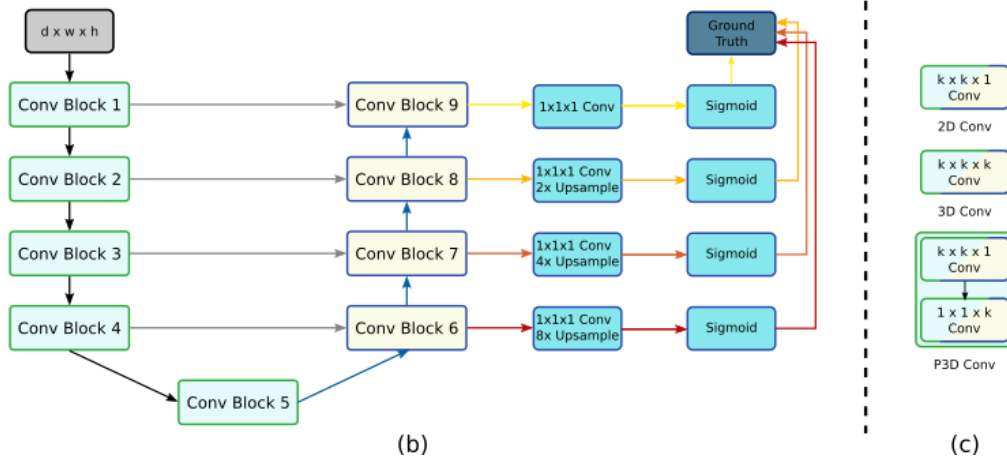 d x w x h
Ground
Truth
Conv Block 1
Conv Block 9
1x1x1 Conv
Sigmoid
k x k x 1
Conv
2D Conv
Conv Block 2
Conv Block 8
1x1x1 Conv
2x Upsample
Sigmoid
k x k x k
Conv
3D Conv
Conv Block 3
Conv Block 7
1x1x1 Conv
4x Upsample
Sigmoid
k x k x 1
Conv
Conv Block 4
Conv Block 6
1x1x1 Conv
8x Upsample
Sigmoid
1 x 1 x k
Conv
P3D Conv
Conv Block 5
(b)
(c)